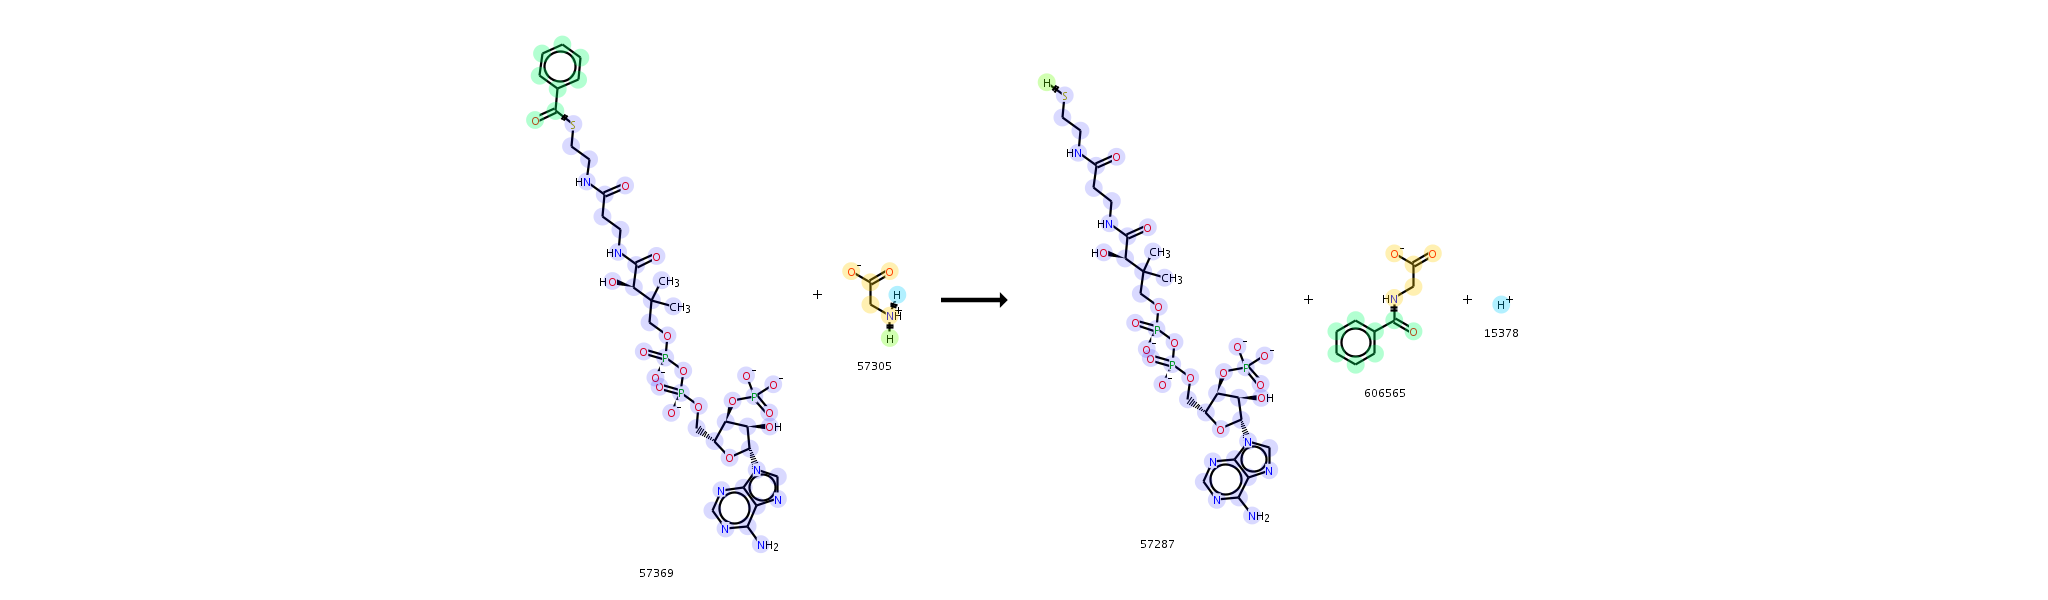 O S
HN O
HN O
HO CH3
CH3
O
O P O
O-
O P O
O-
O- O-
O P
O
OH
O
N N
N N
NH2
57369
+
O- O
H
NH+
H
57305
H S
HN O
HN O
HO CH3
CH3
O
O P O
O-
O P O
O-
O- O-
O P
O
OH
O
N N
N N
NH2
57287
+
O- O
HN
O
606565
+
H+
15378